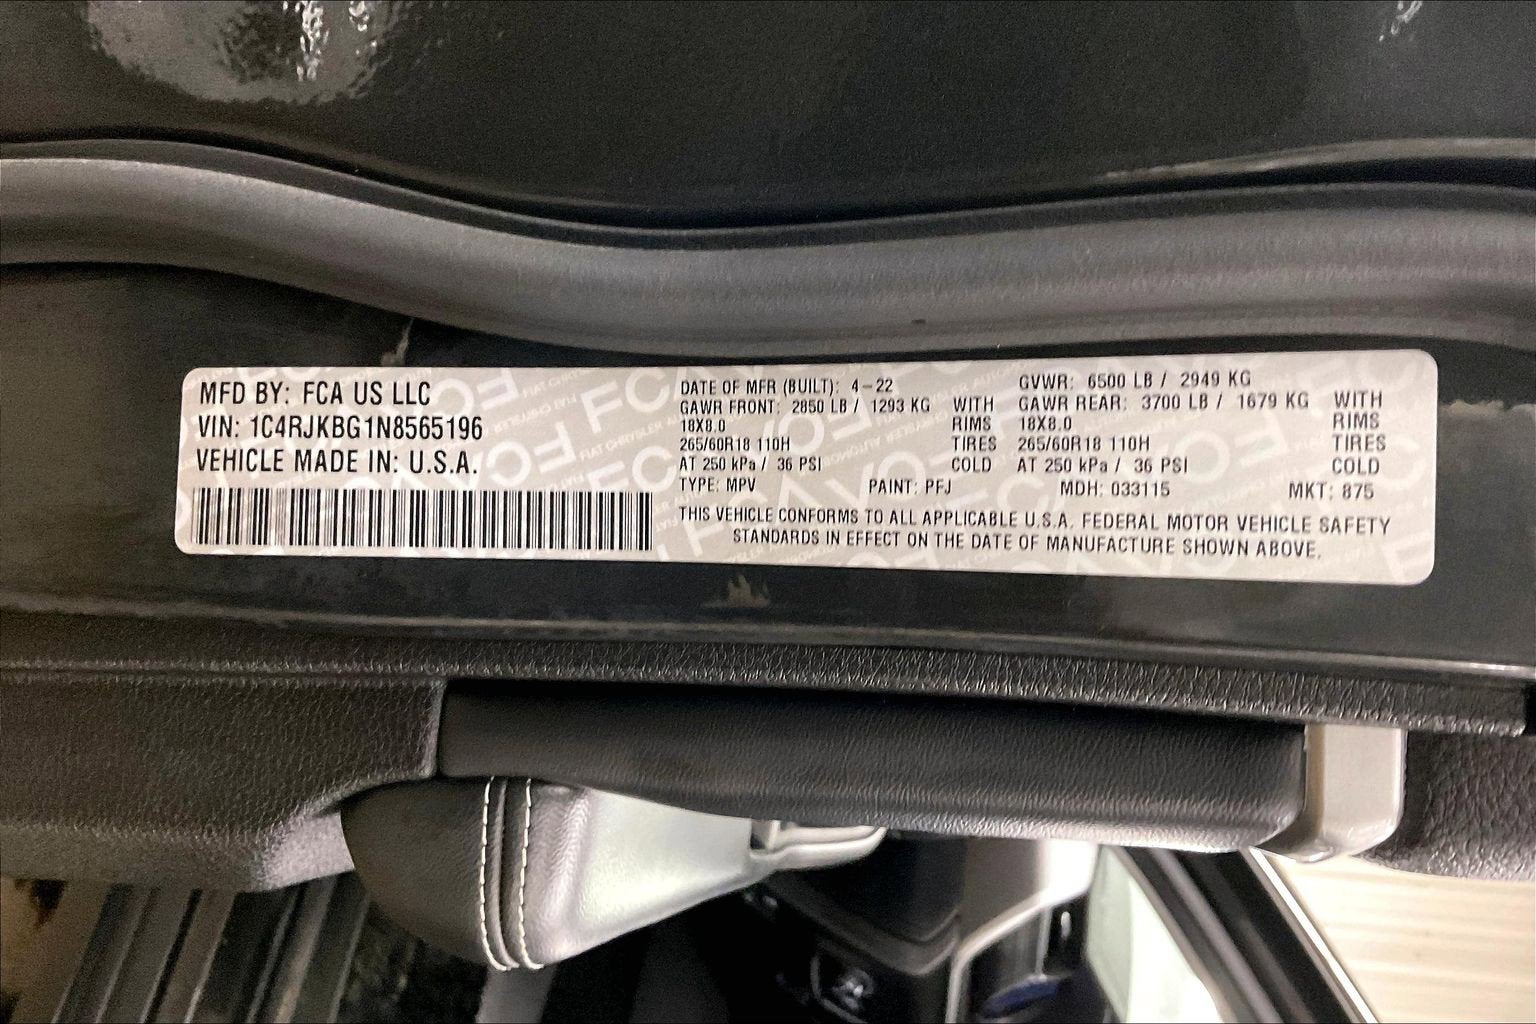 MFD BY: FCA US LLC
VIN: 1C4RJKBG1N8565196
VEHICLE MADE IN: U.S.A.
DATE OF MFR (BUILT): 4-22
GVWR: 6500 LB / 2949 KG
GAWR FRONT: 2850 LB / 1293 KG WITH
18X8.0 RIMS
265/60R18 110H TIRES
AT 250 kPa / 36 PSI COLD
GAWR REAR: 3700 LB / 1679 KG WITH
18X8.0 RIMS
265/60R18 110H TIRES
AT 250 kPa / 36 PSI COLD
TYPE: MPV PAINT: PFJ MDH: 033115 MKT: 875
THIS VEHICLE CONFORMS TO ALL APPLICABLE U.S.A. FEDERAL MOTOR VEHICLE SAFETY
STANDARDS IN EFFECT ON THE DATE OF MANUFACTURE SHOWN ABOVE.